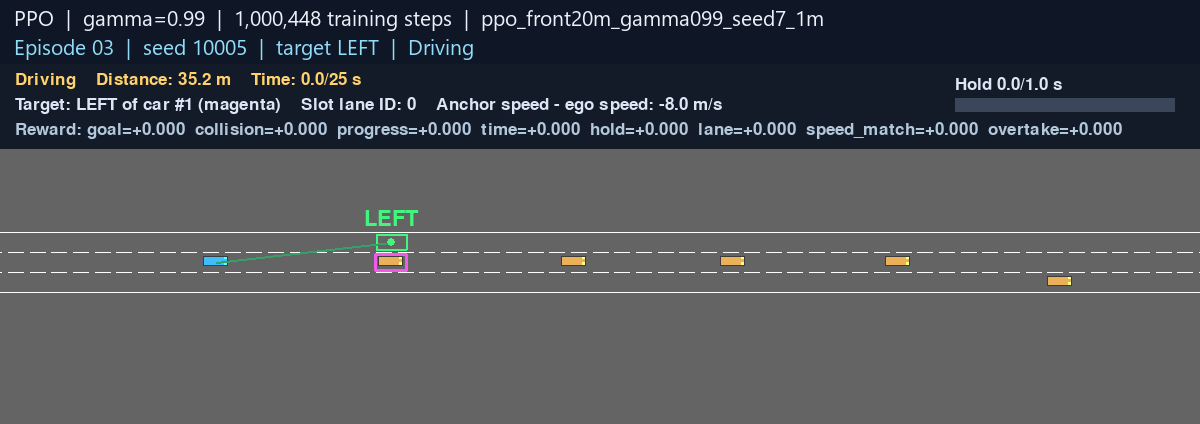 PPO | gamma=0.99 | 1,000,448 training steps | ppo_front20m_gamma099_seed7_1m
Episode 03 | seed 10005 | target LEFT | Driving
Driving Distance: 35.2 m Time: 0.0/25 s
Hold 0.0/1.0 s
Target: LEFT of car #1 (magenta) Slot lane ID: 0 Anchor speed - ego speed: -8.0 m/s
Reward: goal=+0.000 collision=+0.000 progress=+0.000 time=+0.000 hold=+0.000 lane=+0.000 speed_match=+0.000 overtake=+0.000
LEFT